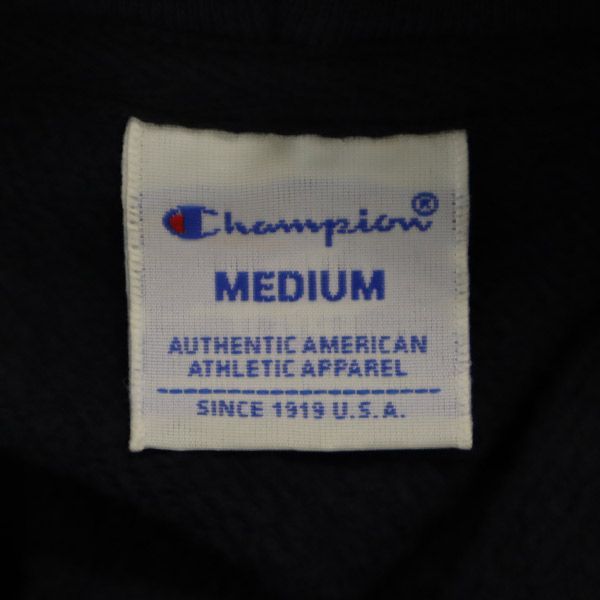 Champion®
MEDIUM
AUTHENTIC AMERICAN
ATHLETIC APPAREL
SINCE 1919 U.S.A.